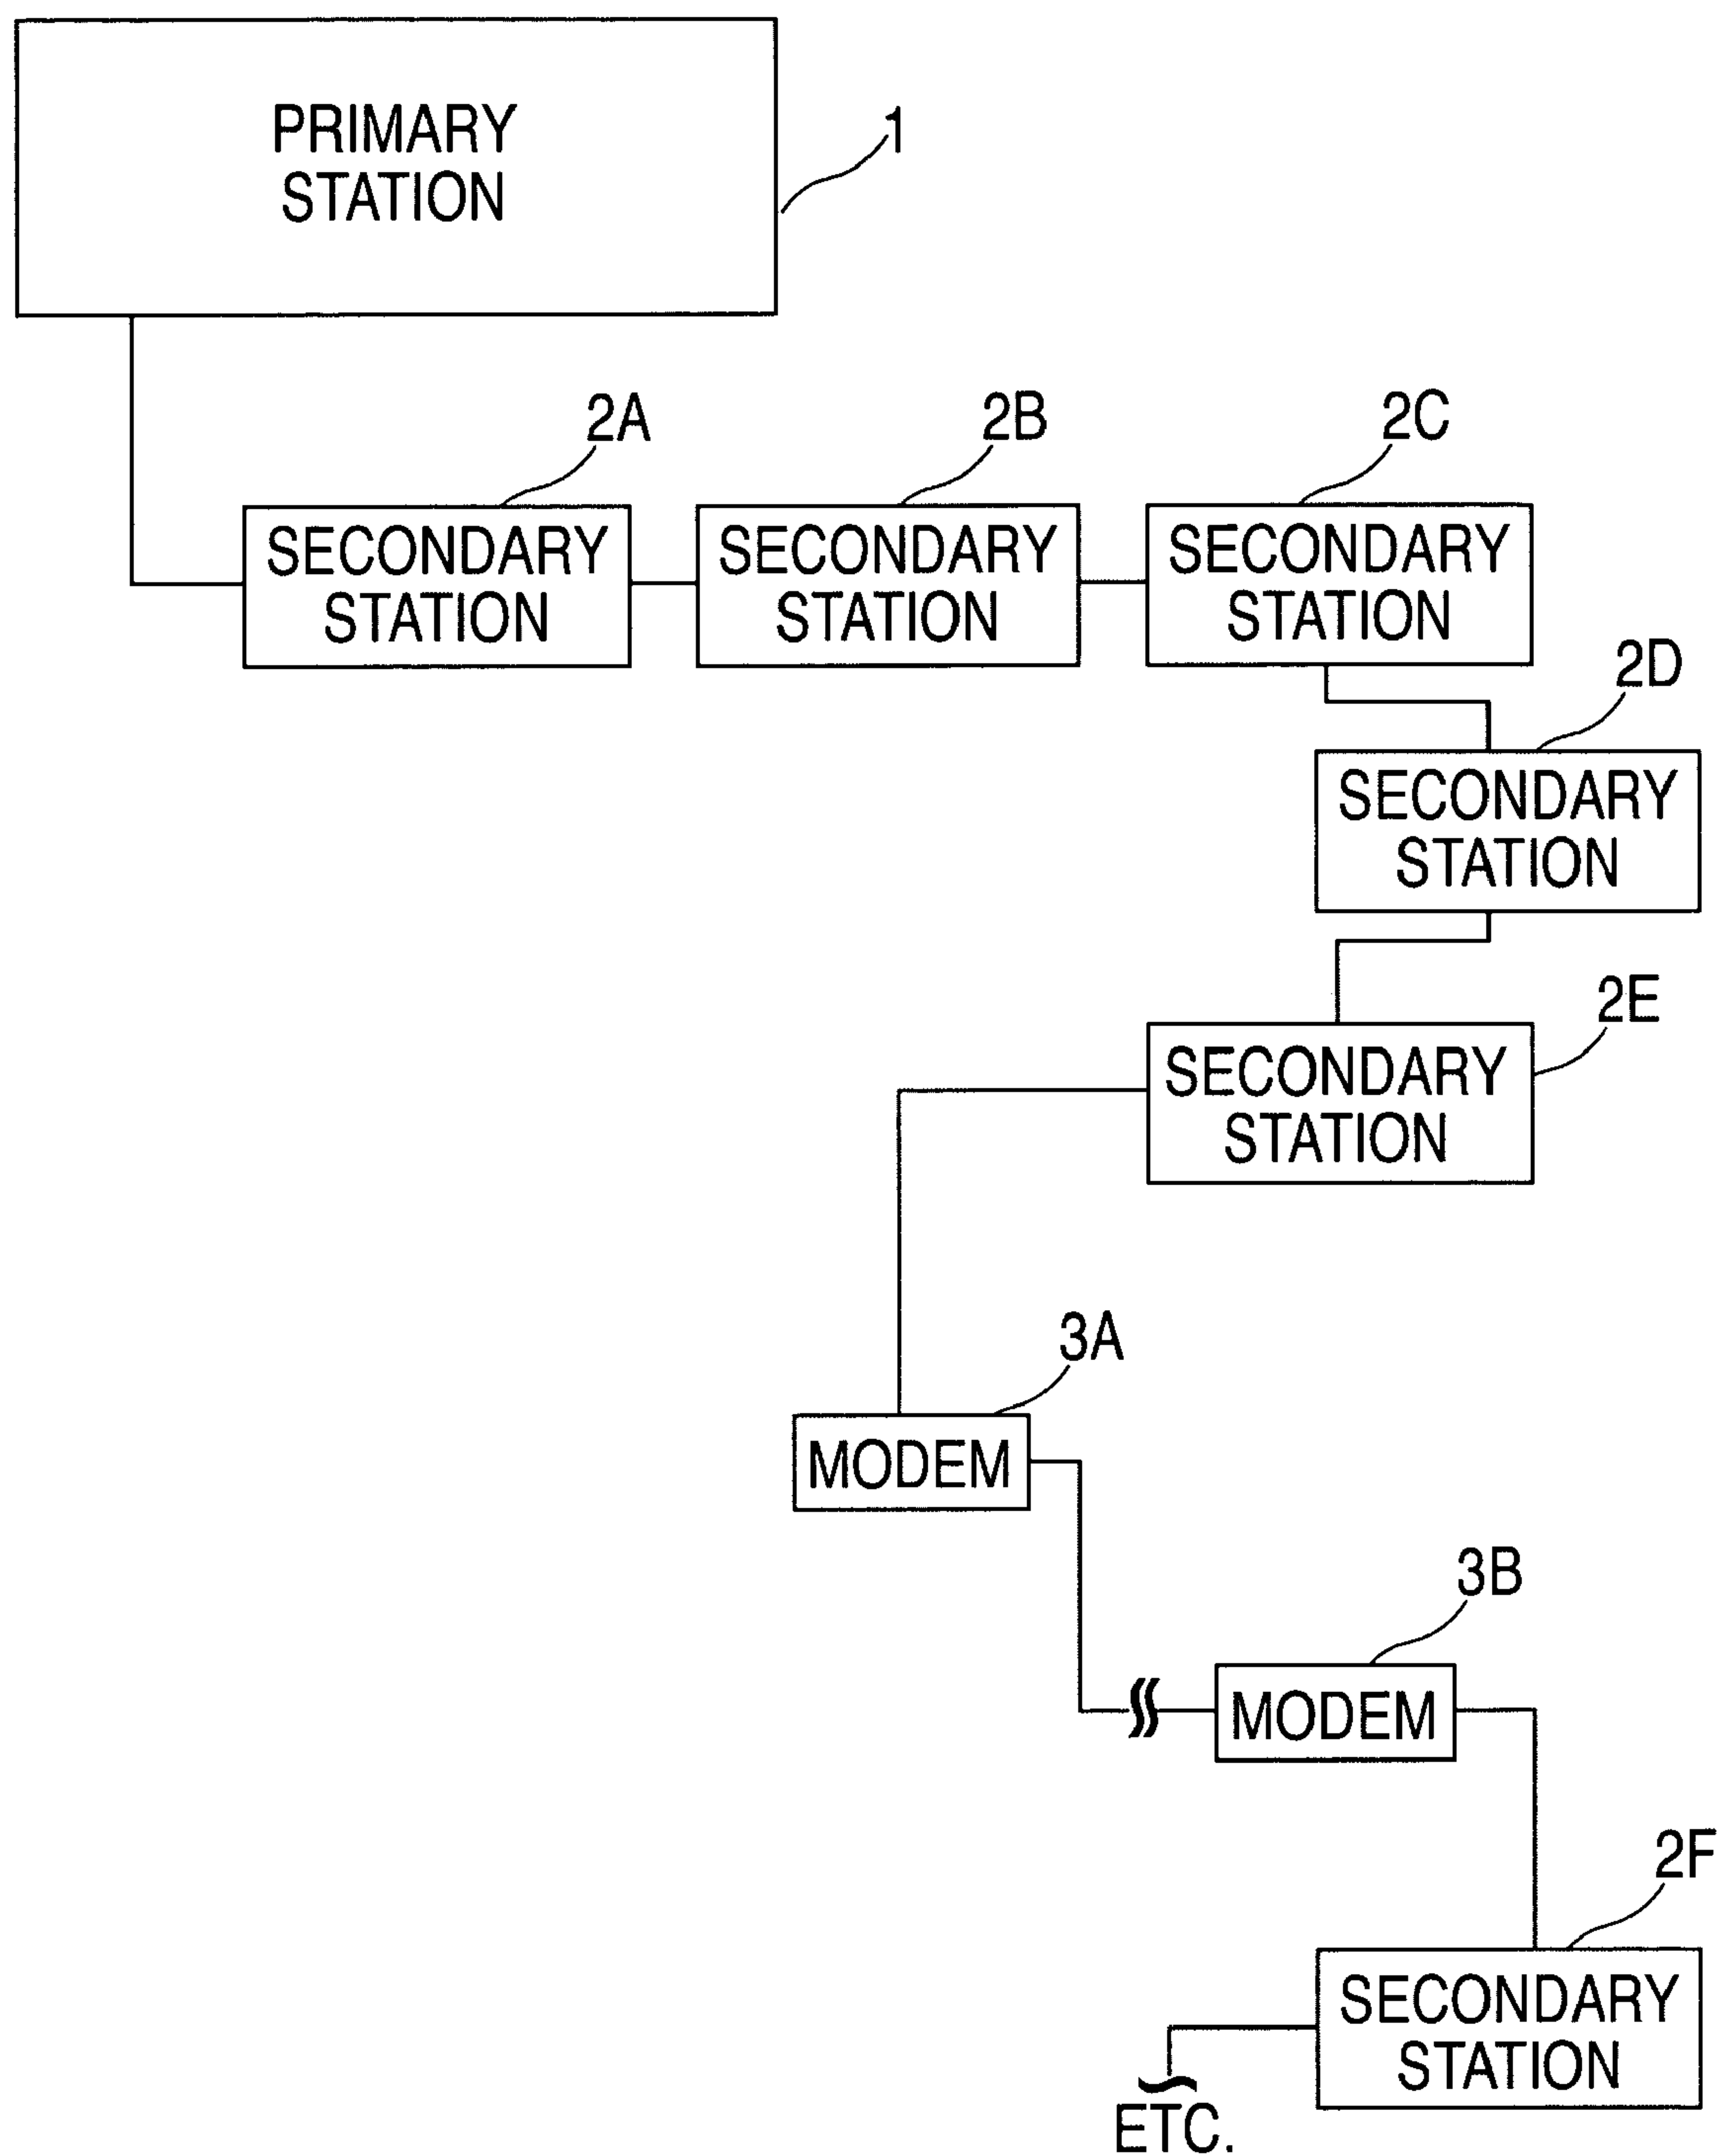 PRIMARY
STATION
1
2A
2B
2C
SECONDARY
STATION
SECONDARY
STATION
SECONDARY
STATION
2D
SECONDARY
STATION
2E
SECONDARY
STATION
3A
MODEM
3B
MODEM
2F
SECONDARY
STATION
ETC.